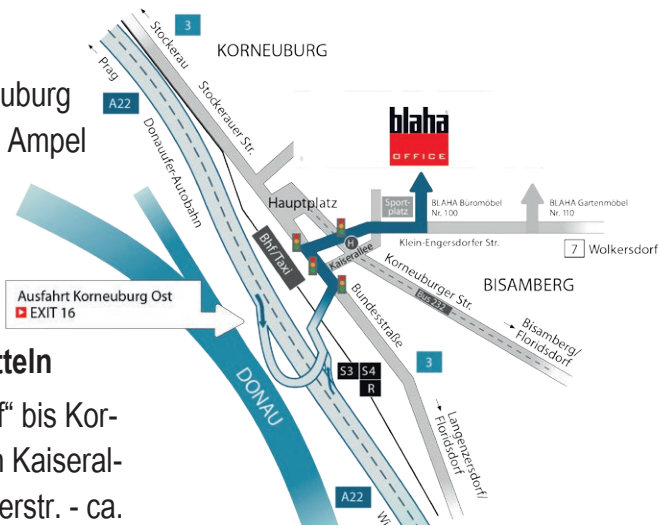 3
Stockerau
KORNEUBURG
Prag
Stockerauer Str.
A22
Ampel
Donauufer-Autobahn
blaha
OFFICE
Hauptplatz
Sport-
platz
BLAHA Büromöbel
Nr. 100
BLAHA Gartenmöbel
Nr. 110
H
Klein-Engersdorfer Str.
7 Wolkersdorf
Bhf/Taxi
Kaiserallee
Korneuburger Str.
BISAMBERG
Bus 232
Ausfahrt Korneuburg Ost
EXIT 16
Bundesstraße
Bisamberg/
Floridsdorf
tteln
DONAU
S3 S4
R
3
f“ bis Kor-
n Kaiseral-
Langenzersdorf/
Floridsdorf
erstr. - ca.
A22